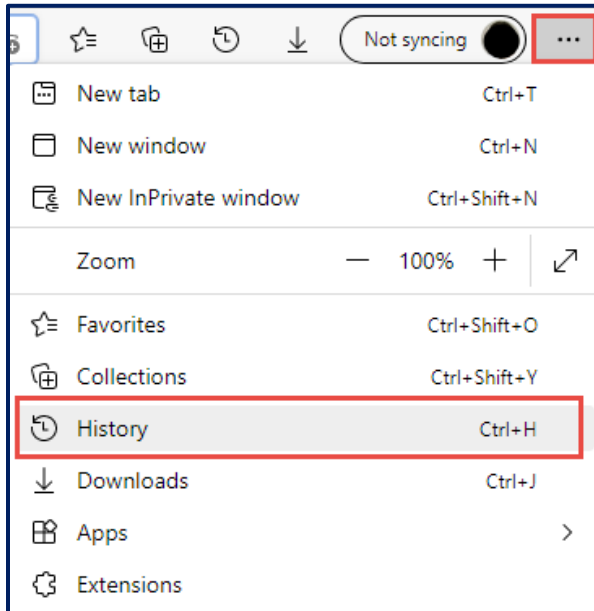 Not syncing
New tab Ctrl+T
New window Ctrl+N
New InPrivate window Ctrl+Shift+N
Zoom — 100% +
Favorites Ctrl+Shift+O
Collections Ctrl+Shift+Y
History Ctrl+H
Downloads Ctrl+J
Apps
Extensions